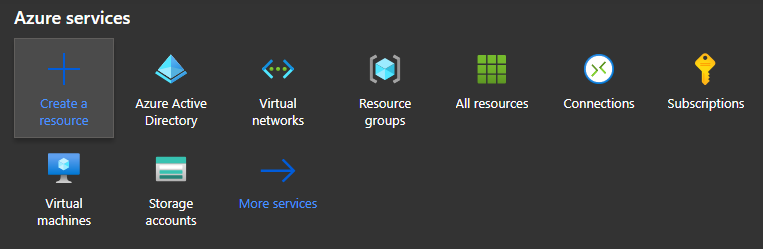 Azure services
Create a
resource
Azure Active
Directory
Virtual
networks
Resource
groups
All resources
Connections
Subscriptions
Virtual
machines
Storage
accounts
More services